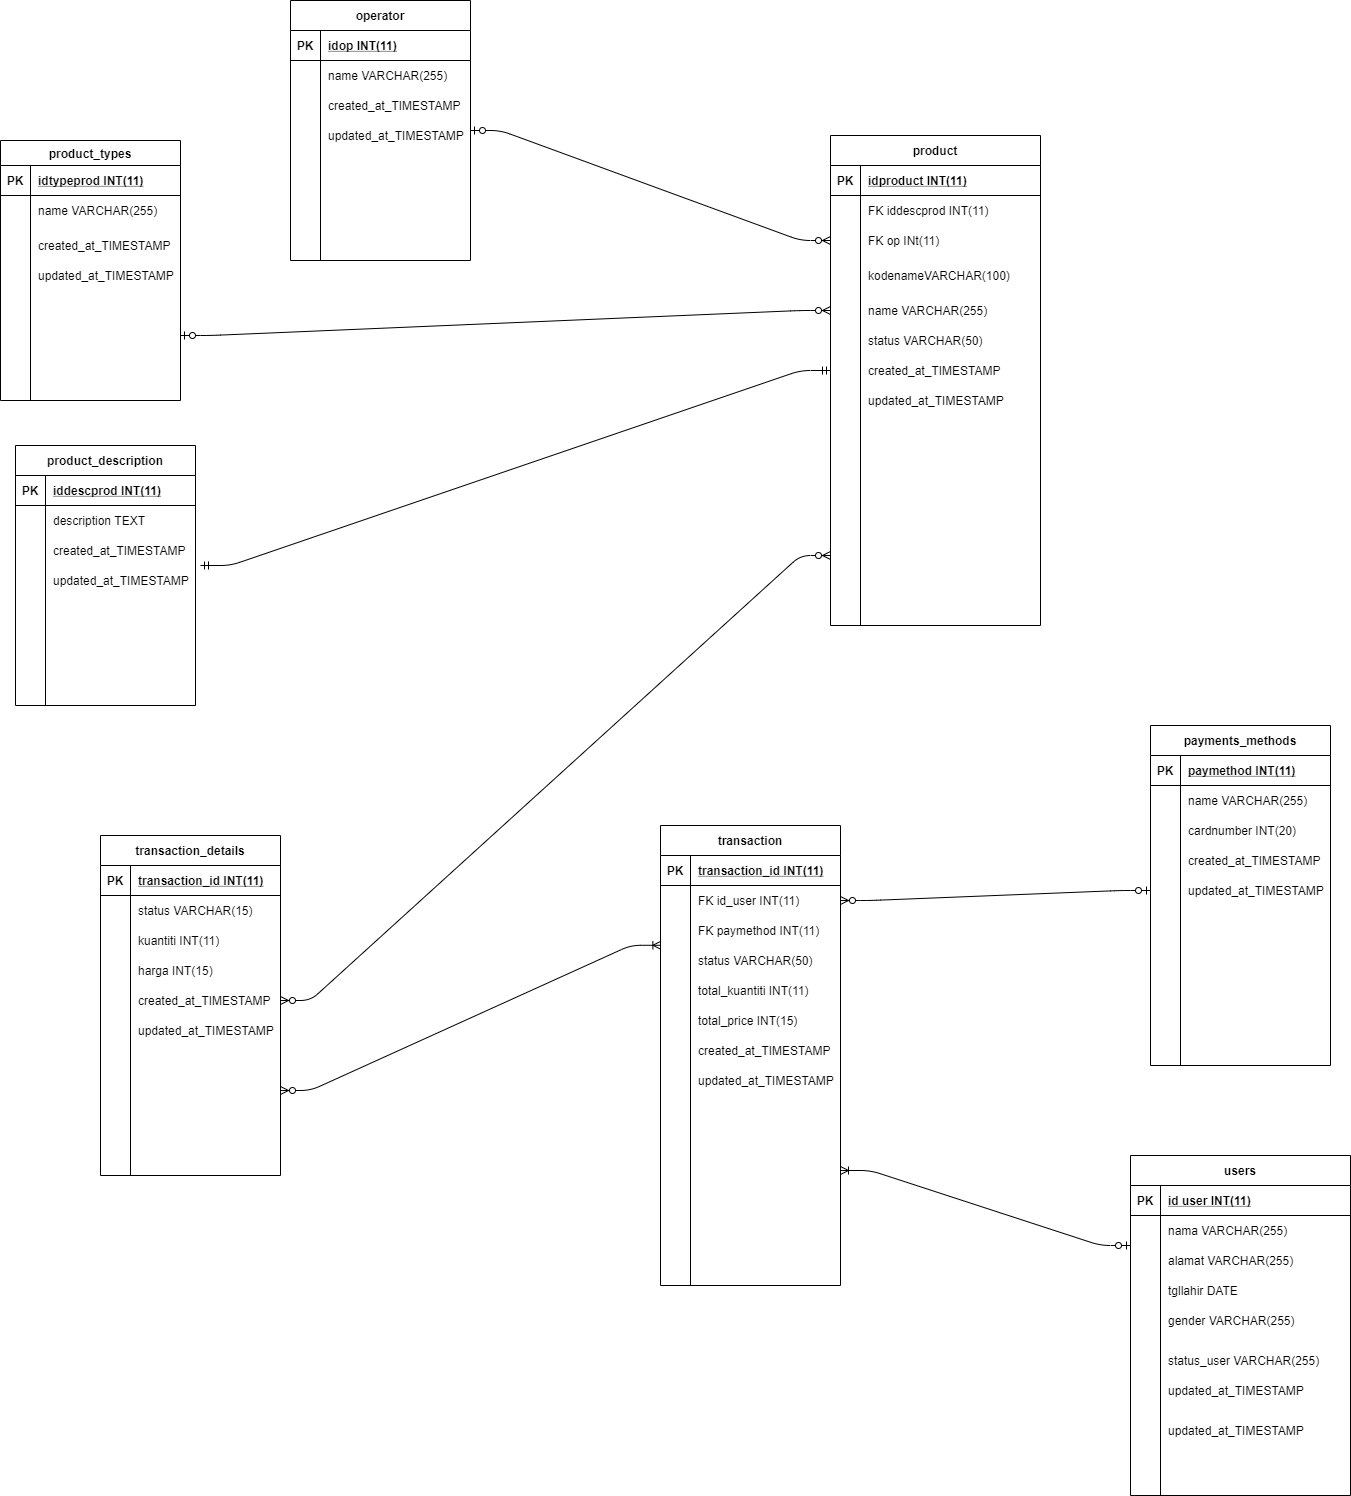 operator
PK idop INT(11)
name VARCHAR(255)
created_at_TIMESTAMP
updated_at_TIMESTAMP
product_types
PK idtypeprod INT(11)
name VARCHAR(255)
created_at_TIMESTAMP
updated_at_TIMESTAMP
product
PK idproduct INT(11)
FK iddescprod INT(11)
FK op INt(11)
kodenameVARCHAR(100)
name VARCHAR(255)
status VARCHAR(50)
created_at_TIMESTAMP
updated_at_TIMESTAMP
product_description
PK iddescprod INT(11)
description TEXT
created_at_TIMESTAMP
updated_at_TIMESTAMP
payments_methods
PK paymethod INT(11)
name VARCHAR(255)
cardnumber INT(20)
created_at_TIMESTAMP
updated_at_TIMESTAMP
transaction_details
PK transaction_id INT(11)
status VARCHAR(15)
kuantiti INT(11)
harga INT(15)
created_at_TIMESTAMP
updated_at_TIMESTAMP
transaction
PK transaction_id INT(11)
FK id_user INT(11)
FK paymethod INT(11)
status VARCHAR(50)
total_kuantiti INT(11)
total_price INT(15)
created_at_TIMESTAMP
updated_at_TIMESTAMP
users
PK id user INT(11)
nama VARCHAR(255)
alamat VARCHAR(255)
tgllahir DATE
gender VARCHAR(255)
status_user VARCHAR(255)
updated_at_TIMESTAMP
updated_at_TIMESTAMP